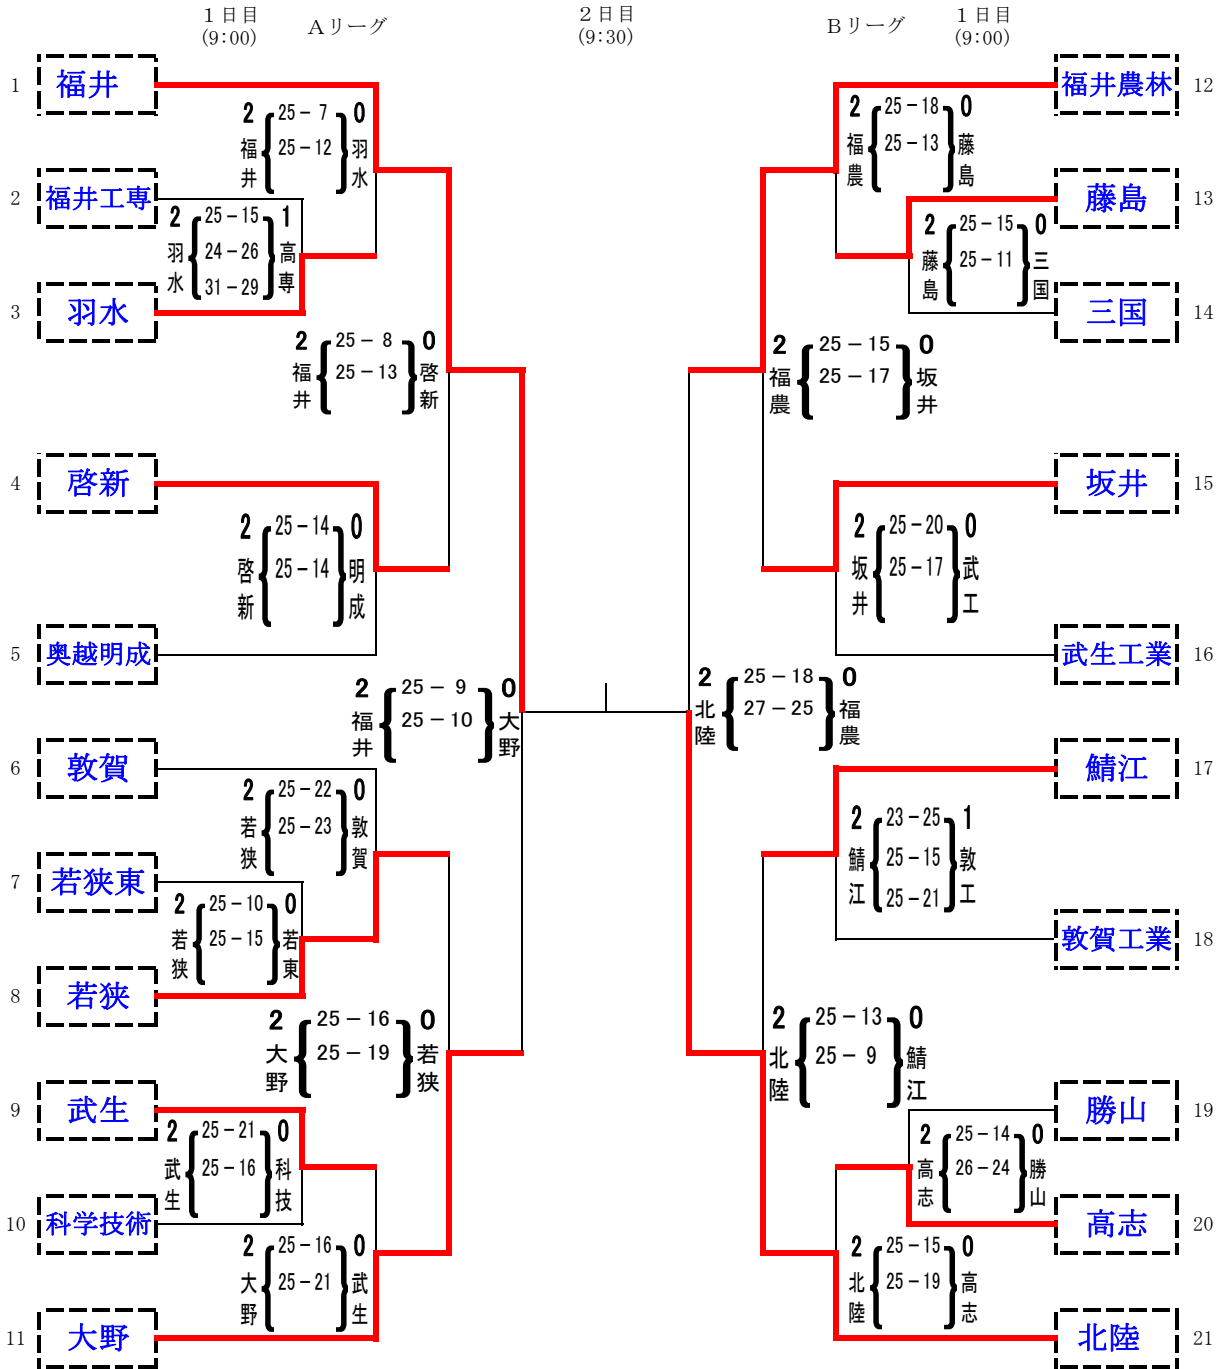 1日目
(9:00)
Aリーグ
2日目
(9:30)
Bリーグ
1日目
(9:00)
1 福井
2 福井工専
3 羽水
4 啓新
5 奥越明成
6 敦賀
7 若狭東
8 若狭
9 武生
10 科学技術
11 大野
2 25－7 0
福井 25－12 羽水
2 25－15 1
羽水 24－26 高専
31－29
2 25－8 0
福井 25－13 啓新
2 25－14 0
啓新 25－14 明成
2 25－9 0
福井 25－10 大野
2 25－22 0
若狭 25－23 敦賀
2 25－10 0
若狭 25－15 若東
2 25－16 0
大野 25－19 若狭
2 25－21 0
武生 25－16 科技
2 25－16 0
大野 25－21 武生
福井農林 12
藤島 13
三国 14
坂井 15
武生工業 16
鯖江 17
敦賀工業 18
勝山 19
高志 20
北陸 21
2 25－18 0
福農 25－13 藤島
2 25－15 0
藤島 25－11 三国
2 25－15 0
福農 25－17 坂井
2 25－20 0
坂井 25－17 武工
2 25－18 0
北陸 27－25 福農
2 23－25 1
鯖江 25－15 敦工
25－21
2 25－13 0
北陸 25－9 鯖江
2 25－14 0
高志 26－24 勝山
2 25－15 0
北陸 25－19 高志